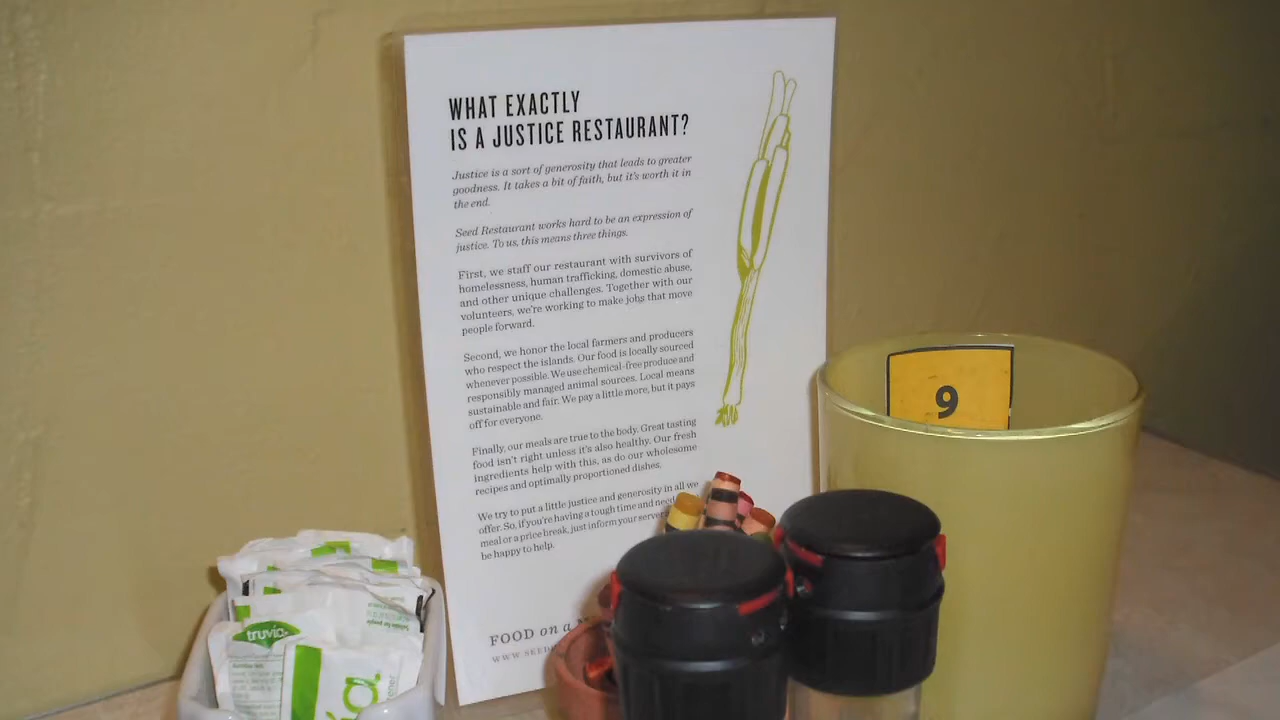 WHAT EXACTLY
IS A JUSTICE RESTAURANT?
Justice is a sort of generosity that leads to greater
goodness. It takes a bit of faith, but it's worth it in
the end.
Seed Restaurant works hard to be an expression of
justice. To us, this means three things.
First, we staff our restaurant with survivors of
homelessness, human trafficking, domestic abuse,
and other unique challenges. Together with our
volunteers, we're working to make jobs that move
people forward.
Second, we honor the local farmers and producers
who respect the islands. Our food is locally sourced
whenever possible. We use chemical-free produce and
responsibly managed animal sources. Local means
sustainable and fair. We pay a little more, but it pays
off for everyone.
Finally, our meals are true to the body. Great tasting
food isn't right unless it's also healthy. Our fresh
ingredients help with this, as do our wholesome
recipes and optimally proportioned dishes.
We try to put a little justice and generosity in all we
offer. So, if you're having a tough time and need
meal or a price break, just inform your server
be happy to help.
FOOD on a
WWW SEED
9
truvia